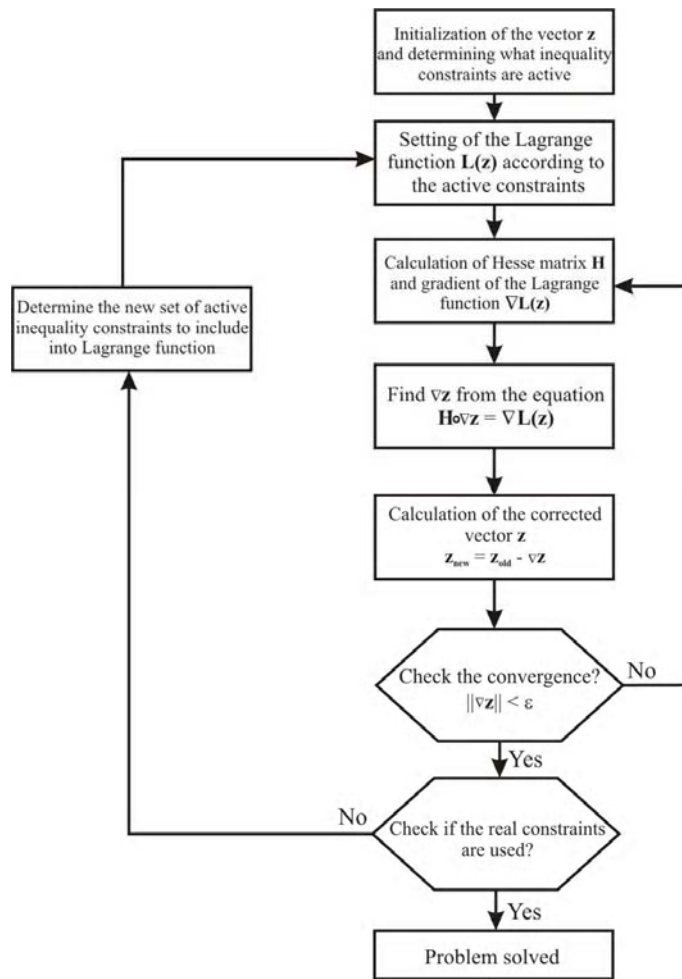 Initialization of the vector z
and determining what inequality
constraints are active
Setting of the Lagrange
function L(z) according to
the active constraints
Calculation of Hesse matrix H
and gradient of the Lagrange
function ∇L(z)
Determine the new set of active
inequality constraints to include
into Lagrange function
Find ∇z from the equation
H∘∇z = ∇L(z)
Calculation of the corrected
vector z
z_new = z_old - ∇z
Check the convergence?
||∇z|| < ε
No
Yes
No
Check if the real constraints
are used?
Yes
Problem solved